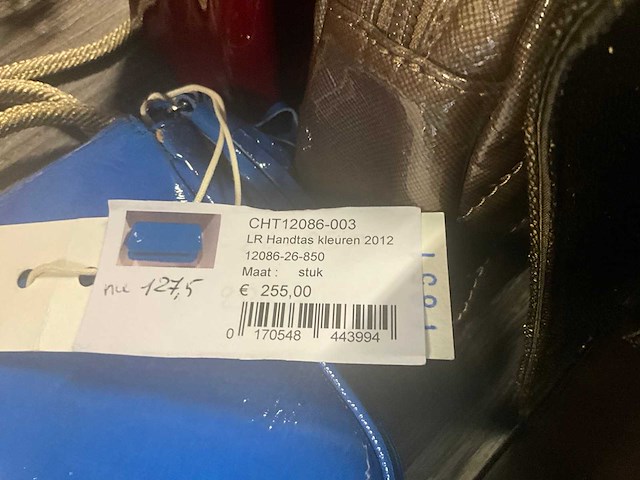 CHT12086-003
LR Handtas kleuren 2012
12086-26-850
Maat : stuk
€ 255,00
nu 127,5
0 170548 443994